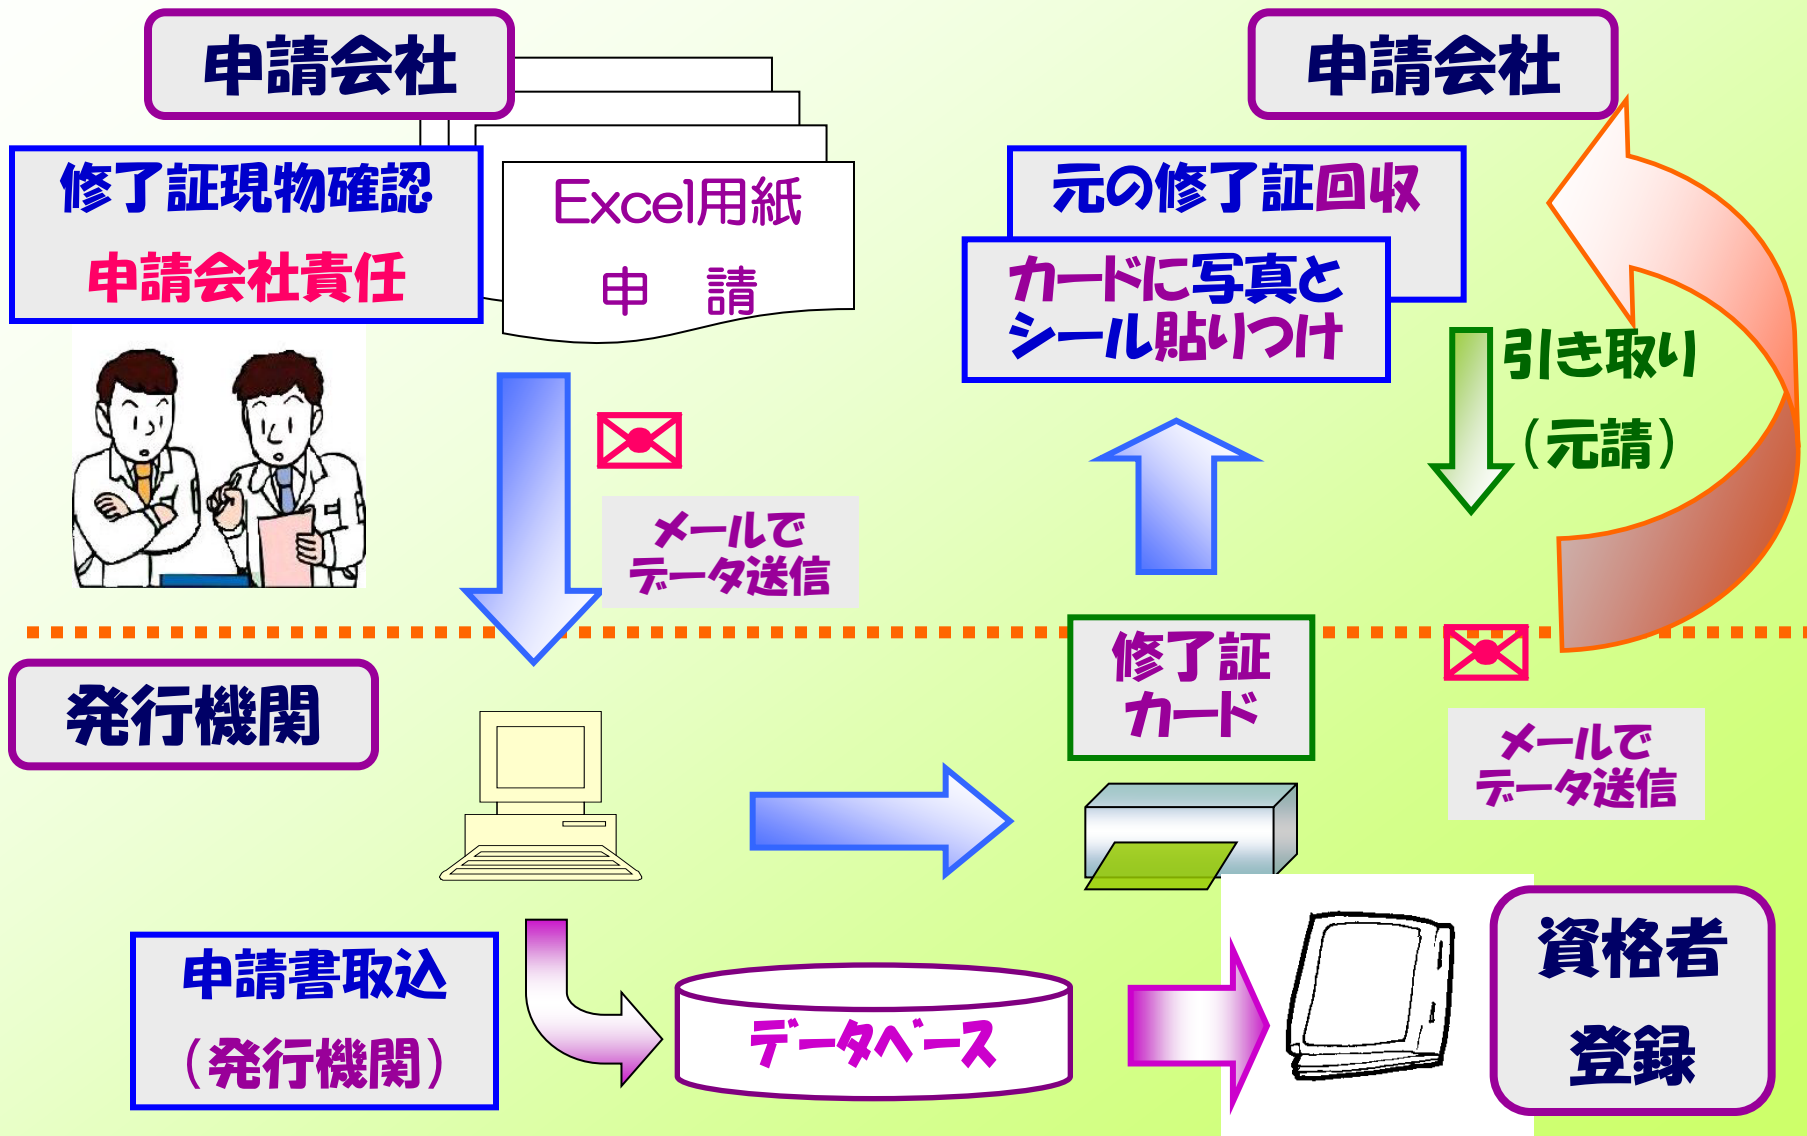 申請会社
修了証現物確認
申請会社責任
Excel用紙
申　請
メールで
データ送信
申請会社
元の修了証回収
カードに写真と
シール貼りつけ
引き取り
（元請）
発行機関
修了証
カード
メールで
データ送信
申請書取込
（発行機関）
データベース
資格者
登録